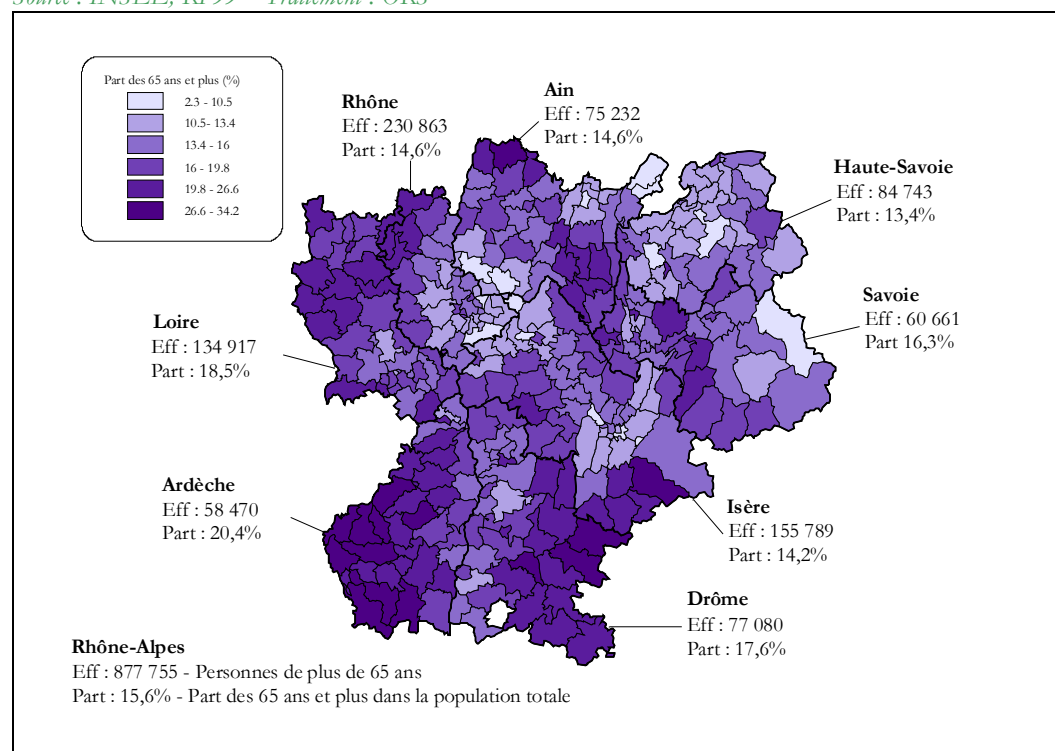 Source : INSEE, RP99 - Traitement : ORS
Part des 65 ans et plus (%)
2.3 - 10.5
10.5- 13.4
13.4 - 16
16 - 19.8
19.8 - 26.6
26.6 - 34.2
Rhône
Eff : 230 863
Part : 14,6%
Ain
Eff : 75 232
Part : 14,6%
Haute-Savoie
Eff : 84 743
Part : 13,4%
Savoie
Eff : 60 661
Part 16,3%
Loire
Eff : 134 917
Part : 18,5%
Ardèche
Eff : 58 470
Part : 20,4%
Isère
Eff : 155 789
Part : 14,2%
Drôme
Eff : 77 080
Part : 17,6%
Rhône-Alpes
Eff : 877 755 - Personnes de plus de 65 ans
Part : 15,6% - Part des 65 ans et plus dans la population totale